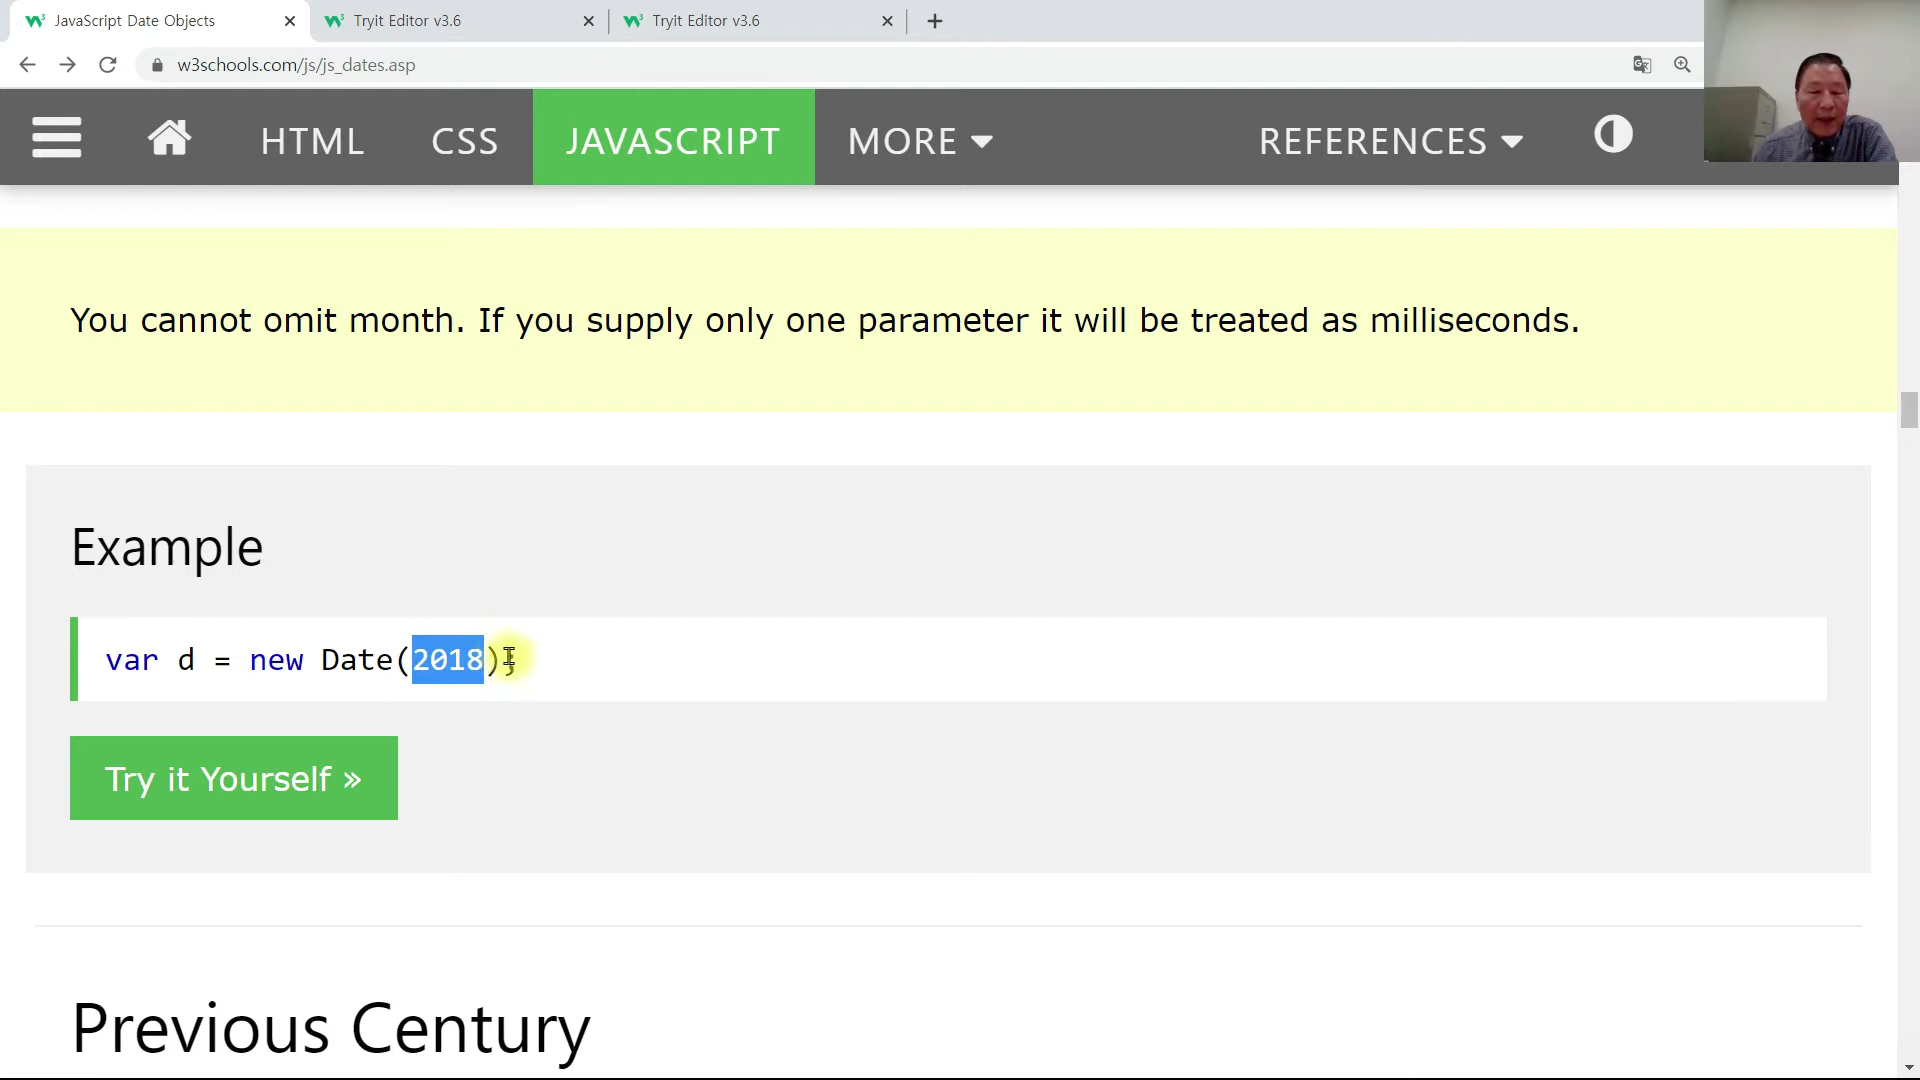 JavaScript Date Objects
Tryit Editor v3.6
Tryit Editor v3.6
w3schools.com/js/js_dates.asp
HTML CSS JAVASCRIPT MORE REFERENCES
You cannot omit month. If you supply only one parameter it will be treated as milliseconds.
Example
var d = new Date(2018);
Try it Yourself »
Previous Century